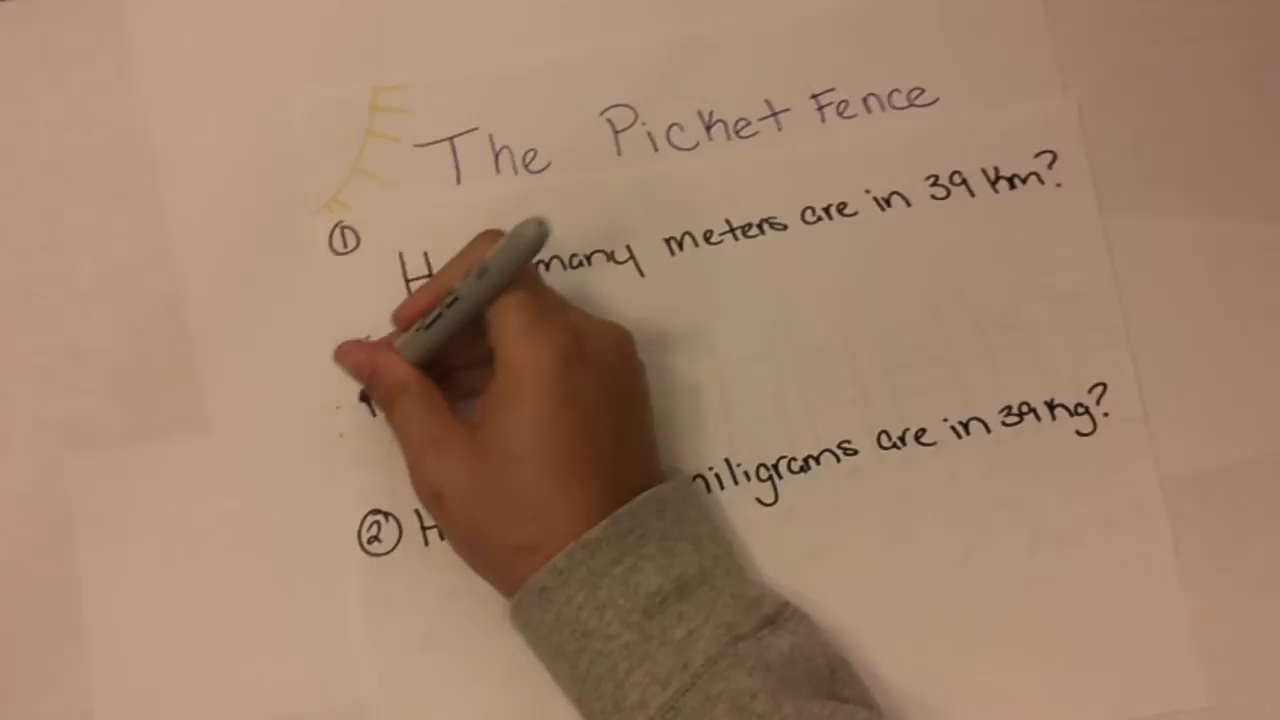 The Picket Fence
① H many meters are in 39 Km?
② H iligrams are in 39 Kg?